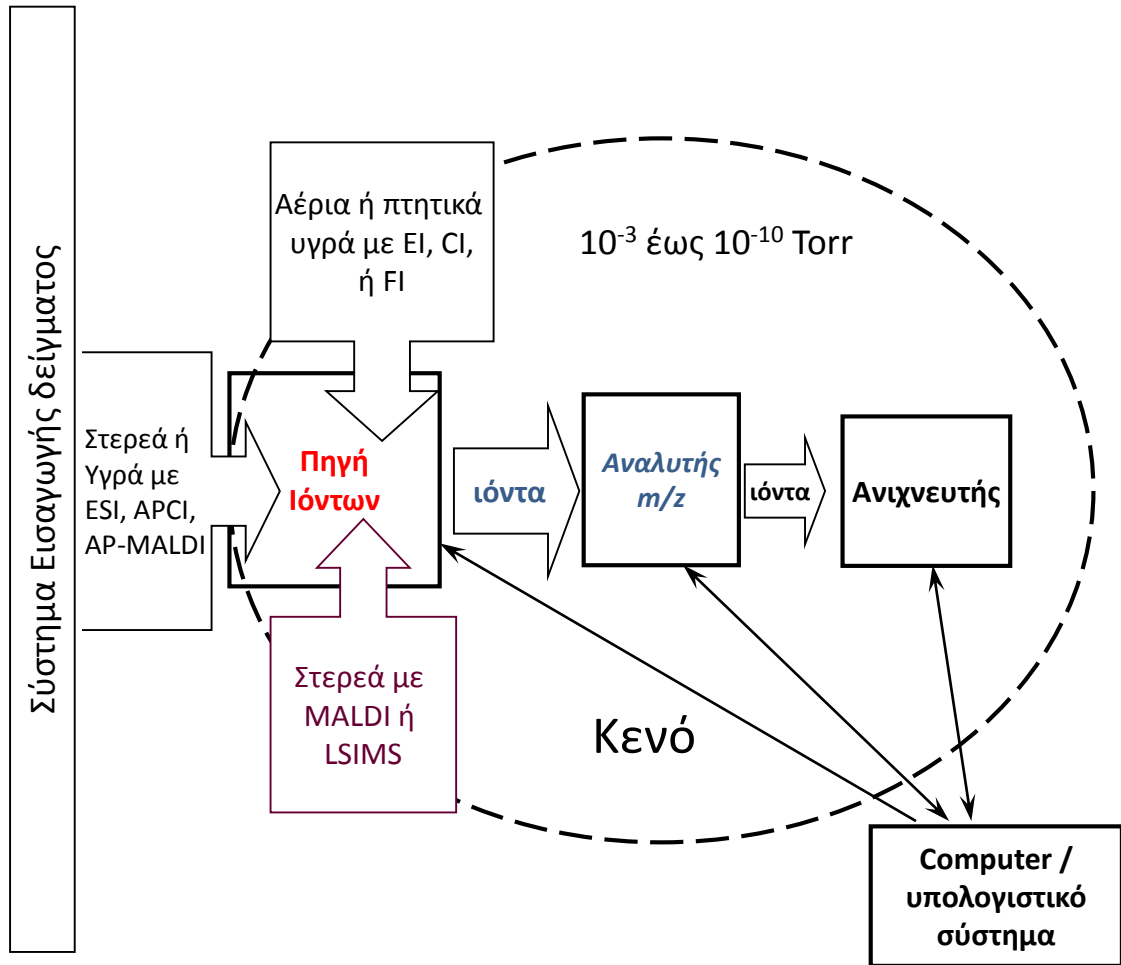 Σύστημα Εισαγωγής δείγματος
Αέρια ή πτητικά
υγρά με EI, CI,
ή FI
10⁻³ έως 10⁻¹⁰ Torr
Στερεά ή
Υγρά με
ESI, APCI,
AP-MALDI
Πηγή
Ιόντων
ιόντα
Αναλυτής
m/z
ιόντα
Ανιχνευτής
Στερεά με
MALDI ή
LSIMS
Κενό
Computer /
υπολογιστικό
σύστημα